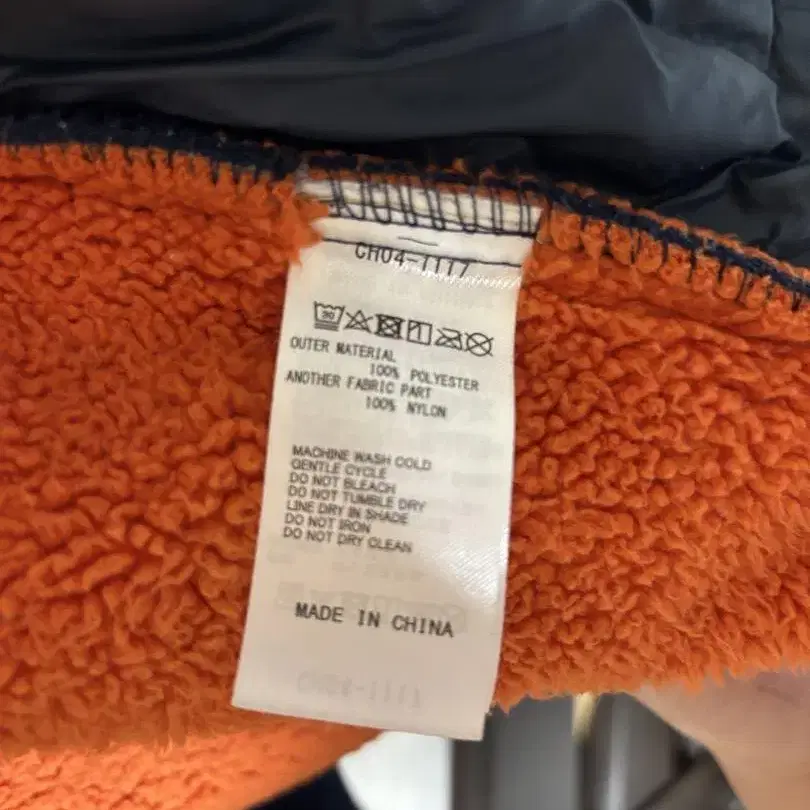 CH04-1117
30
OUTER MATERIAL
100% POLYESTER
ANOTHER FABRIC PART
100% NYLON
MACHINE WASH COLD
GENTLE CYCLE
DO NOT BLEACH
DO NOT TUMBLE DRY
LINE DRY IN SHADE
DO NOT IRON
DO NOT DRY CLEAN
MADE IN CHINA